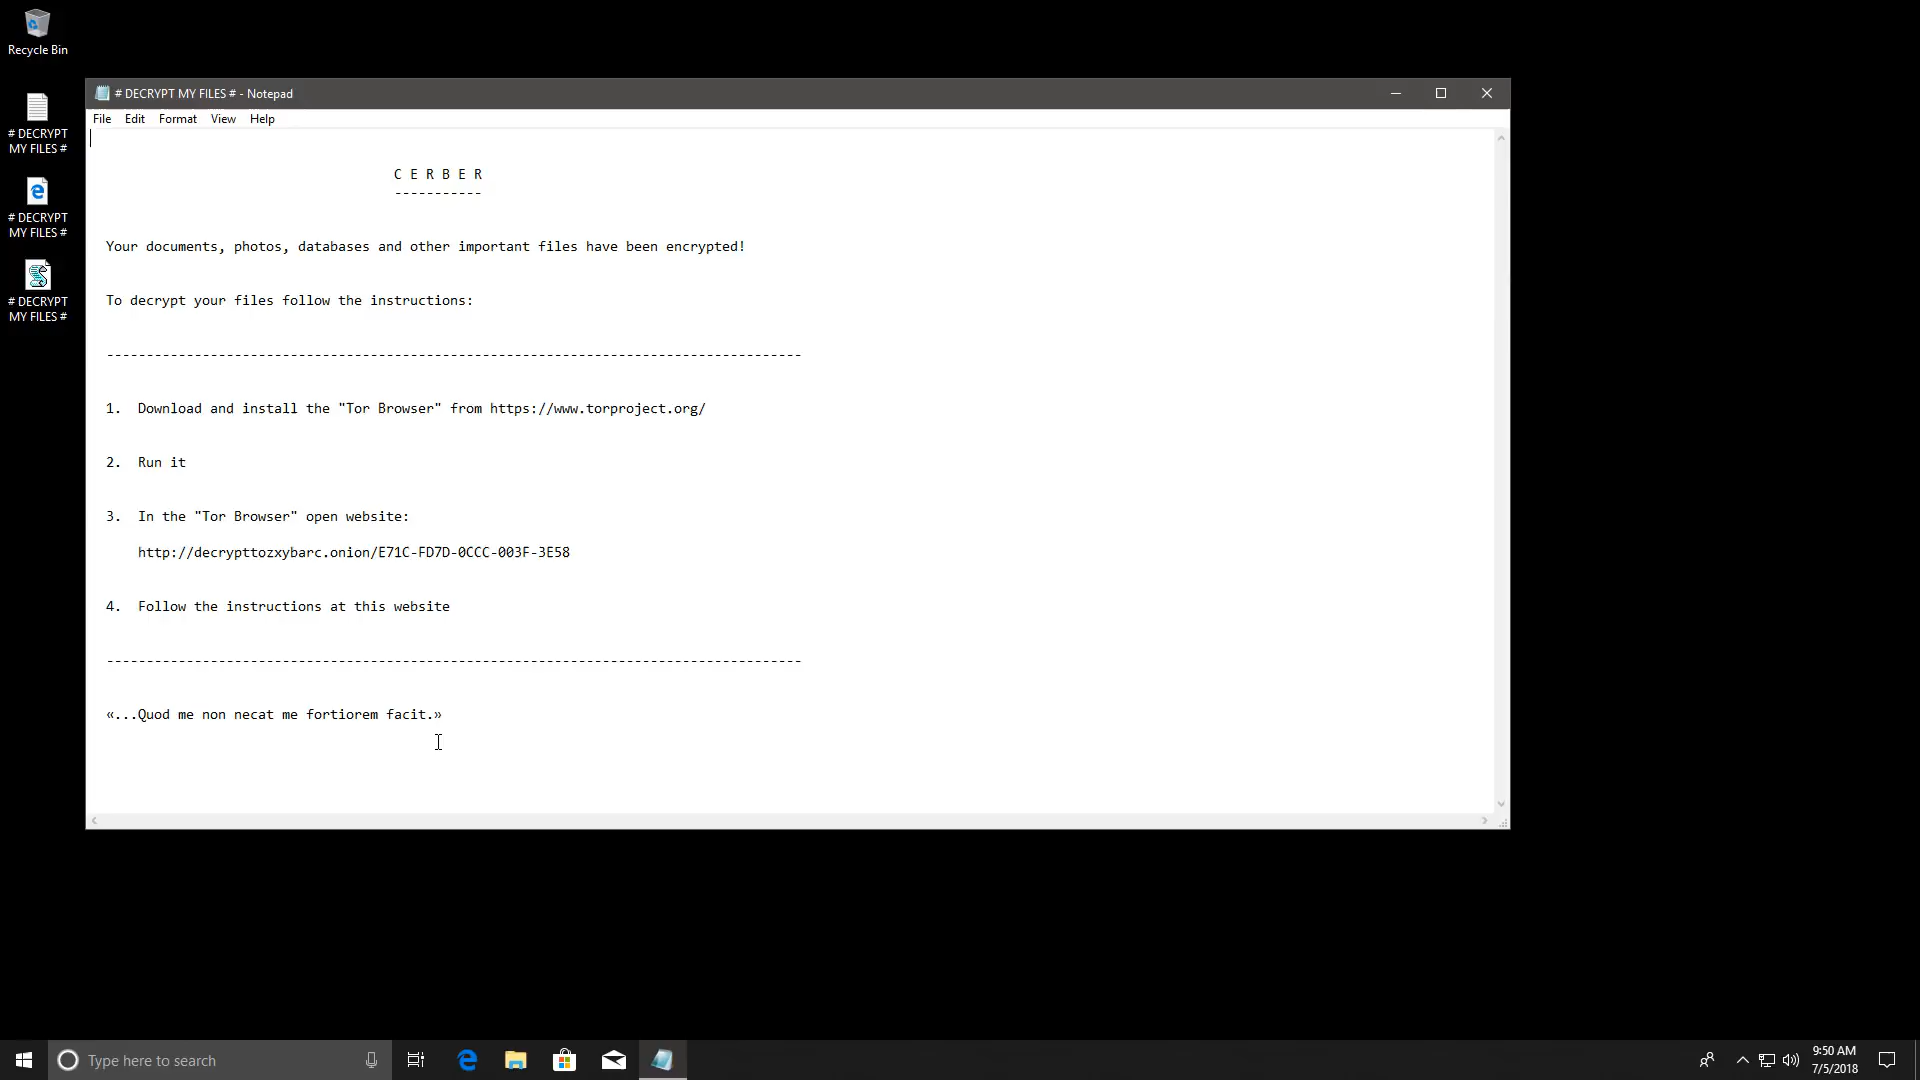 Recycle Bin
# DECRYPT
MY FILES #
# DECRYPT
MY FILES #
# DECRYPT
MY FILES #
# DECRYPT MY FILES # - Notepad
File Edit Format View Help
C E R B E R
-----------
Your documents, photos, databases and other important files have been encrypted!
To decrypt your files follow the instructions:
---------------------------------------------------------------------------------------
1. Download and install the "Tor Browser" from https://www.torproject.org/
2. Run it
3. In the "Tor Browser" open website:
http://decrypttozxybarc.onion/E71C-FD7D-0CCC-003F-3E58
4. Follow the instructions at this website
---------------------------------------------------------------------------------------
«...Quod me non necat me fortiorem facit.»
Type here to search
9:50 AM
7/5/2018